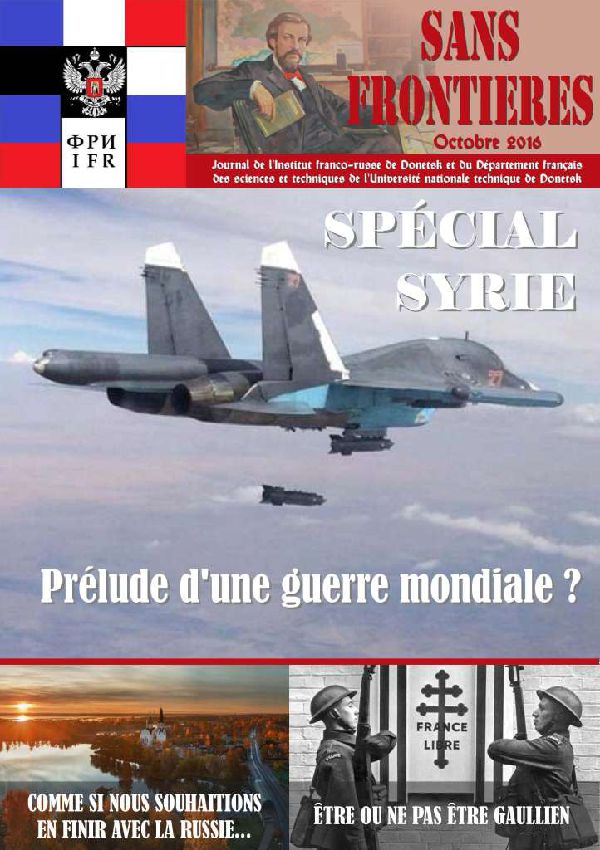 ФРИ
IFR
SANS
FRONTIERES
Octobre 2016
Journal de l'Institut franco-russe de Donetsk et du Département français
des sciences et techniques de l'Université nationale technique de Donetsk
SPÉCIAL
SYRIE
27
Prélude d'une guerre mondiale ?
COMME SI NOUS SOUHAITIONS
EN FINIR AVEC LA RUSSIE...
FRANCE
LIBRE
ÊTRE OU NE PAS ÊTRE GAULLIEN